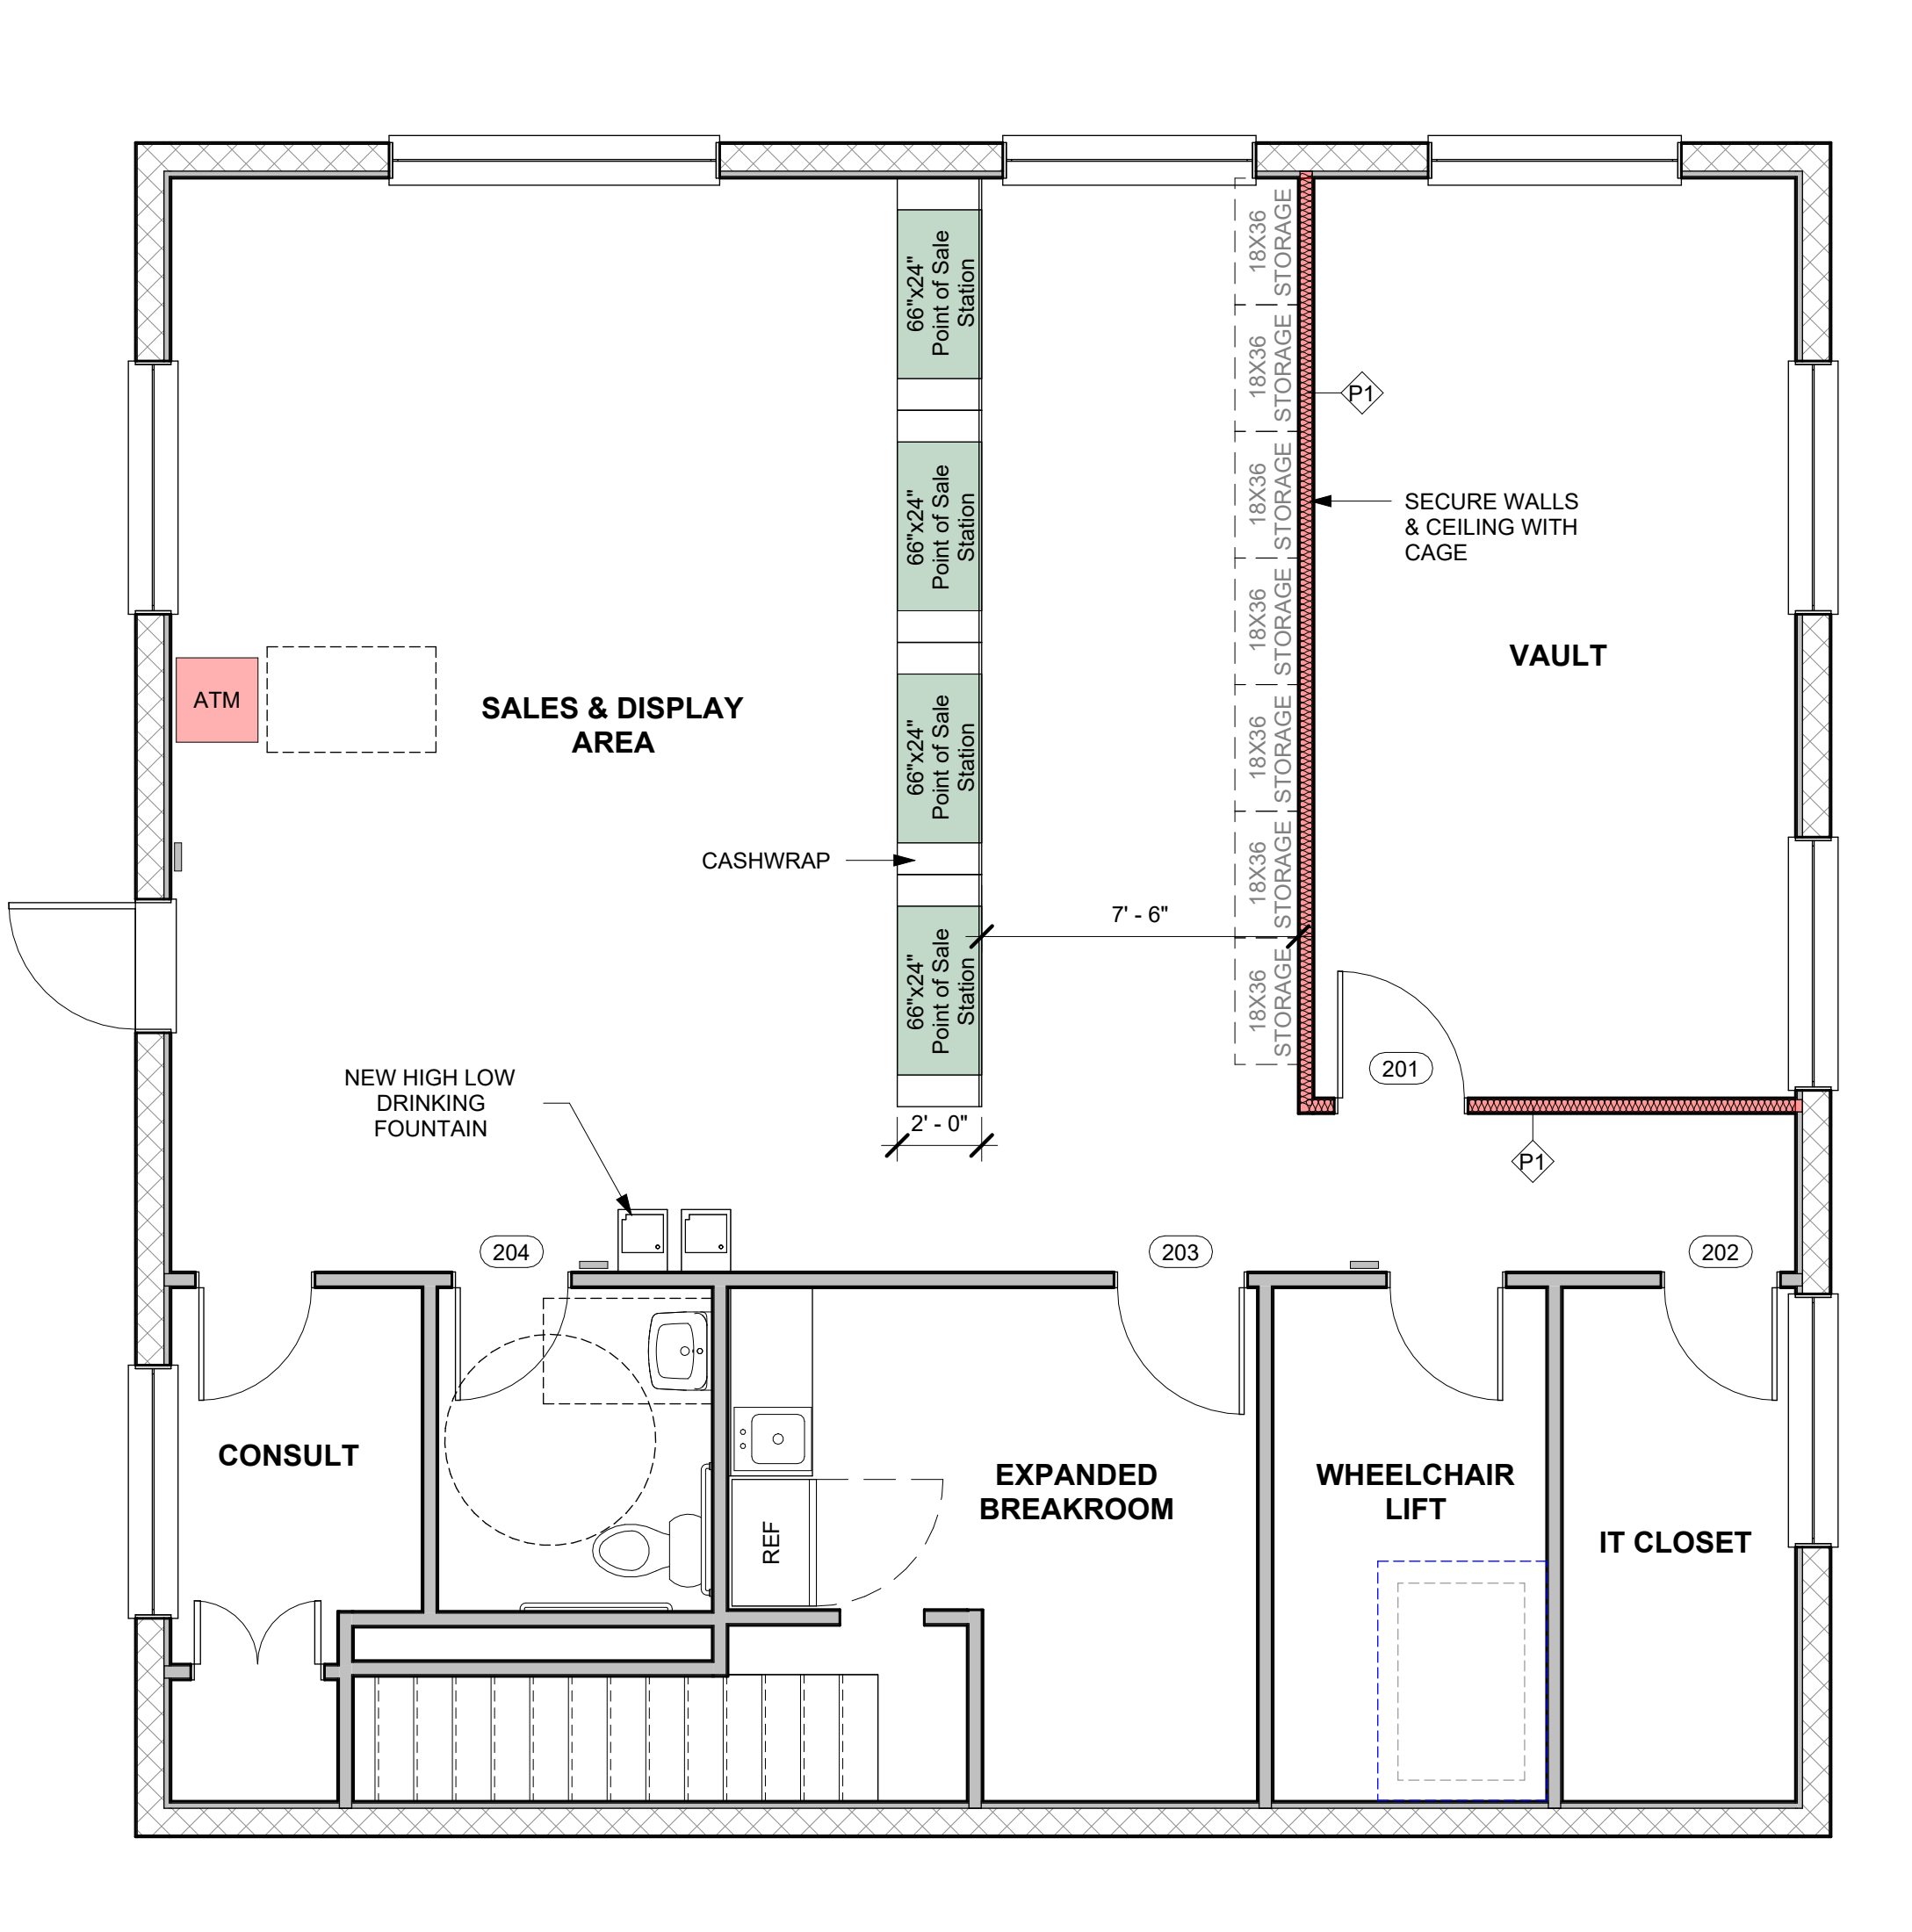 66"x24"
Point of Sale
Station
18X36
STORAGE
18X36
STORAGE
P1
66"x24"
Point of Sale
Station
18X36
STORAGE
SECURE WALLS
& CEILING WITH
CAGE
18X36
STORAGE
VAULT
ATM
SALES & DISPLAY
AREA
66"x24"
Point of Sale
Station
18X36
STORAGE
CASHWRAP
18X36
STORAGE
7' - 6"
66"x24"
Point of Sale
Station
18X36
STORAGE
201
NEW HIGH LOW
DRINKING
FOUNTAIN
2' - 0"
P1
204
203
202
CONSULT
EXPANDED
BREAKROOM
WHEELCHAIR
LIFT
REF
IT CLOSET